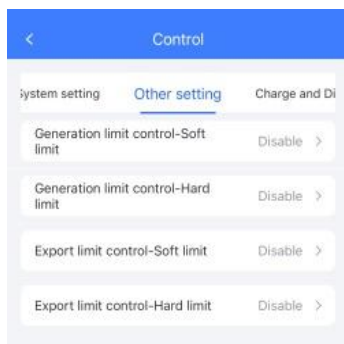 <
Control
System setting Other setting Charge and Di
Generation limit control-Soft
limit
Disable >
Generation limit control-Hard
limit
Disable >
Export limit control-Soft limit Disable >
Export limit control-Hard limit Disable >